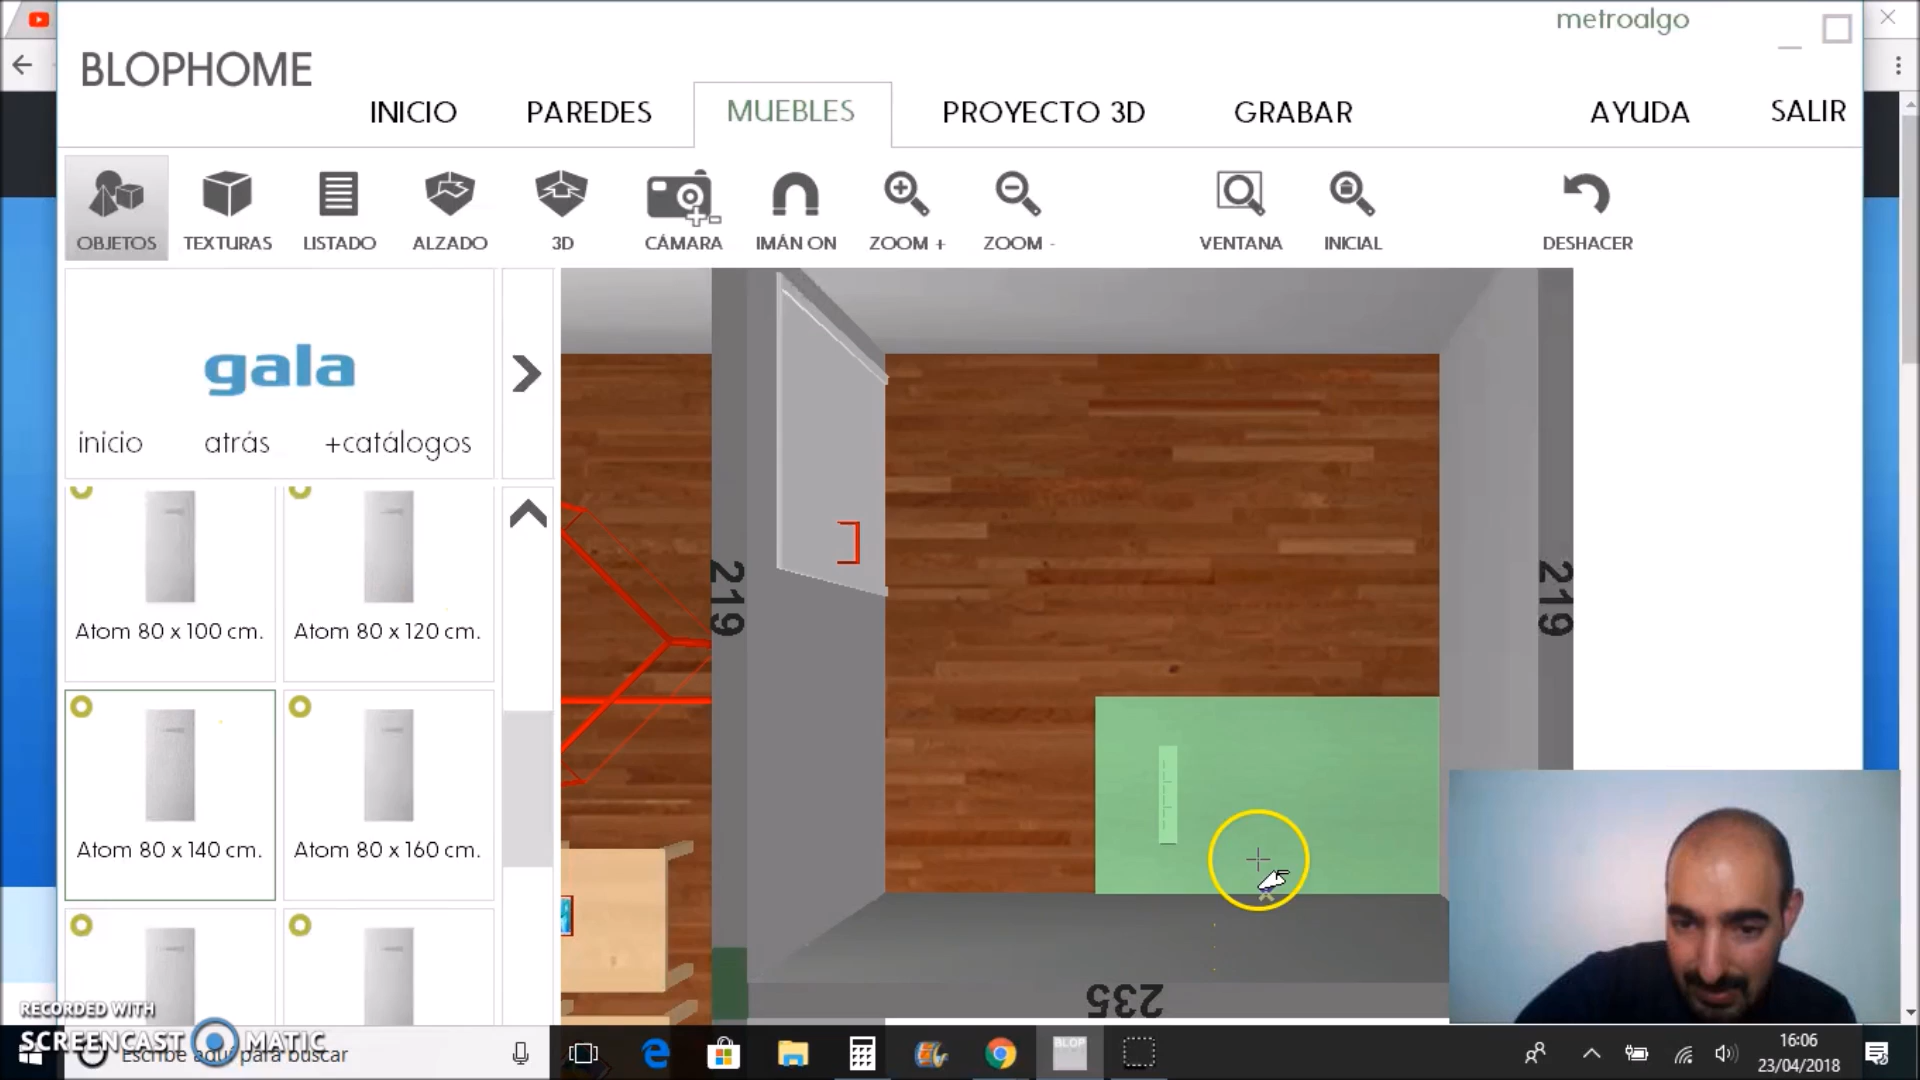 metroalgo
BLOPHOME
INICIO PAREDES MUEBLES PROYECTO 3D GRABAR AYUDA SALIR
OBJETOS TEXTURAS LISTADO ALZADO 3D CÁMARA IMÁN ON ZOOM + ZOOM - VENTANA INICIAL DESHACER
gala
inicio atrás +catálogos
Atom 80 x 100 cm. Atom 80 x 120 cm.
Atom 80 x 140 cm. Atom 80 x 160 cm.
219
219
235
RECORDED WITH
SCREENCAST MATIC
Escribe aquí para buscar
BLOP
16:06
23/04/2018